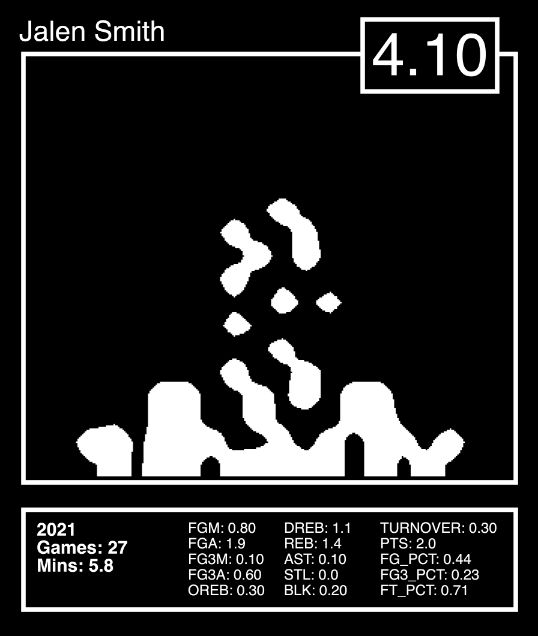 Jalen Smith
4.10
2021
Games: 27
Mins: 5.8
FGM: 0.80
FGA: 1.9
FG3M: 0.10
FG3A: 0.60
OREB: 0.30
DREB: 1.1
REB: 1.4
AST: 0.10
STL: 0.0
BLK: 0.20
TURNOVER: 0.30
PTS: 2.0
FG_PCT: 0.44
FG3_PCT: 0.23
FT_PCT: 0.71